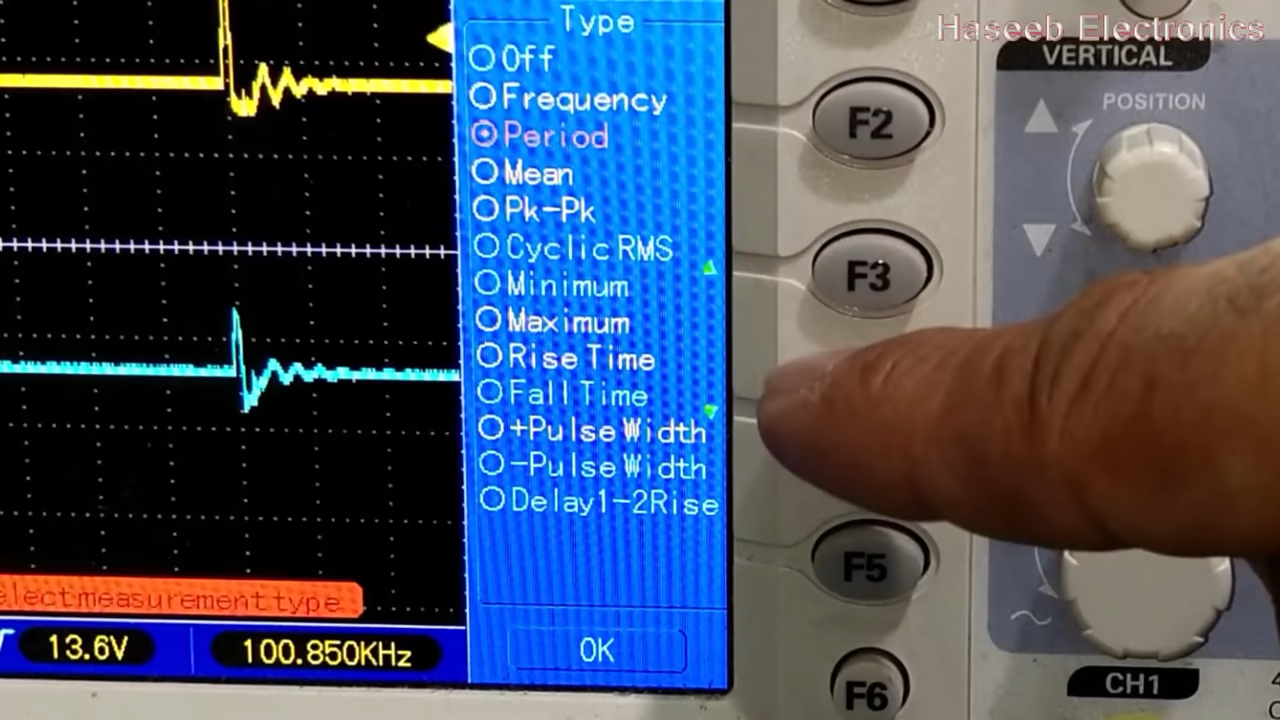 Haseeb Electronics
Type
Off
Frequency
Period
Mean
Pk-Pk
Cyclic RMS
Minimum
Maximum
Rise Time
Fall Time
+Pulse Width
-Pulse Width
Delay1-2Rise
OK
electmeasurementtype
13.6V
100.850KHz
F2
F3
F5
F6
VERTICAL
POSITION
CH1